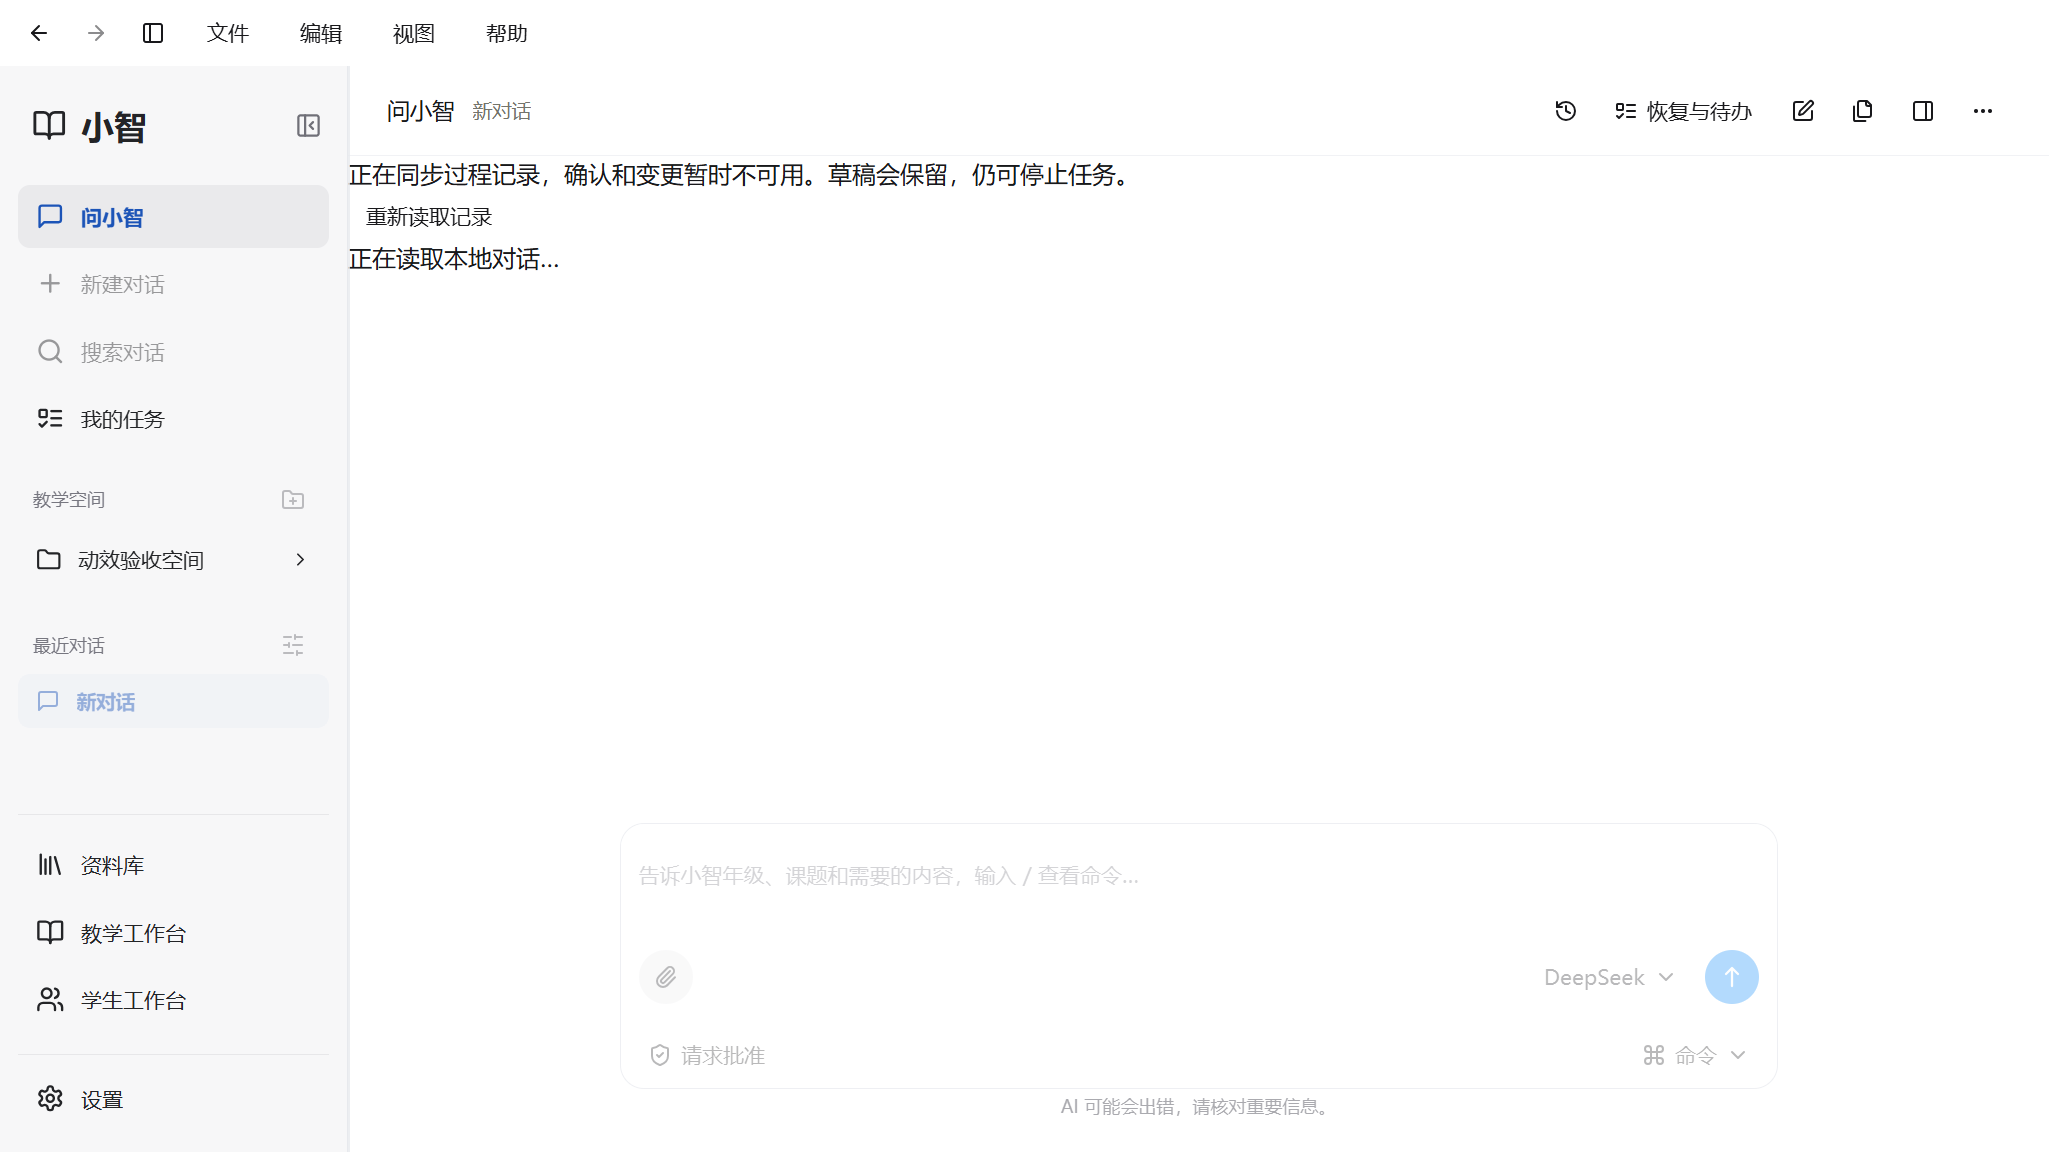 文件 编辑 视图 帮助
小智
问小智
新建对话
搜索对话
我的任务
教学空间
动效验收空间
最近对话
新对话
资料库
教学工作台
学生工作台
设置
问小智 新对话
恢复与待办
正在同步过程记录，确认和变更暂时不可用。草稿会保留，仍可停止任务。
重新读取记录
正在读取本地对话...
告诉小智年级、课题和需要的内容，输入 / 查看命令...
DeepSeek
请求批准
命令
AI 可能会出错，请核对重要信息。